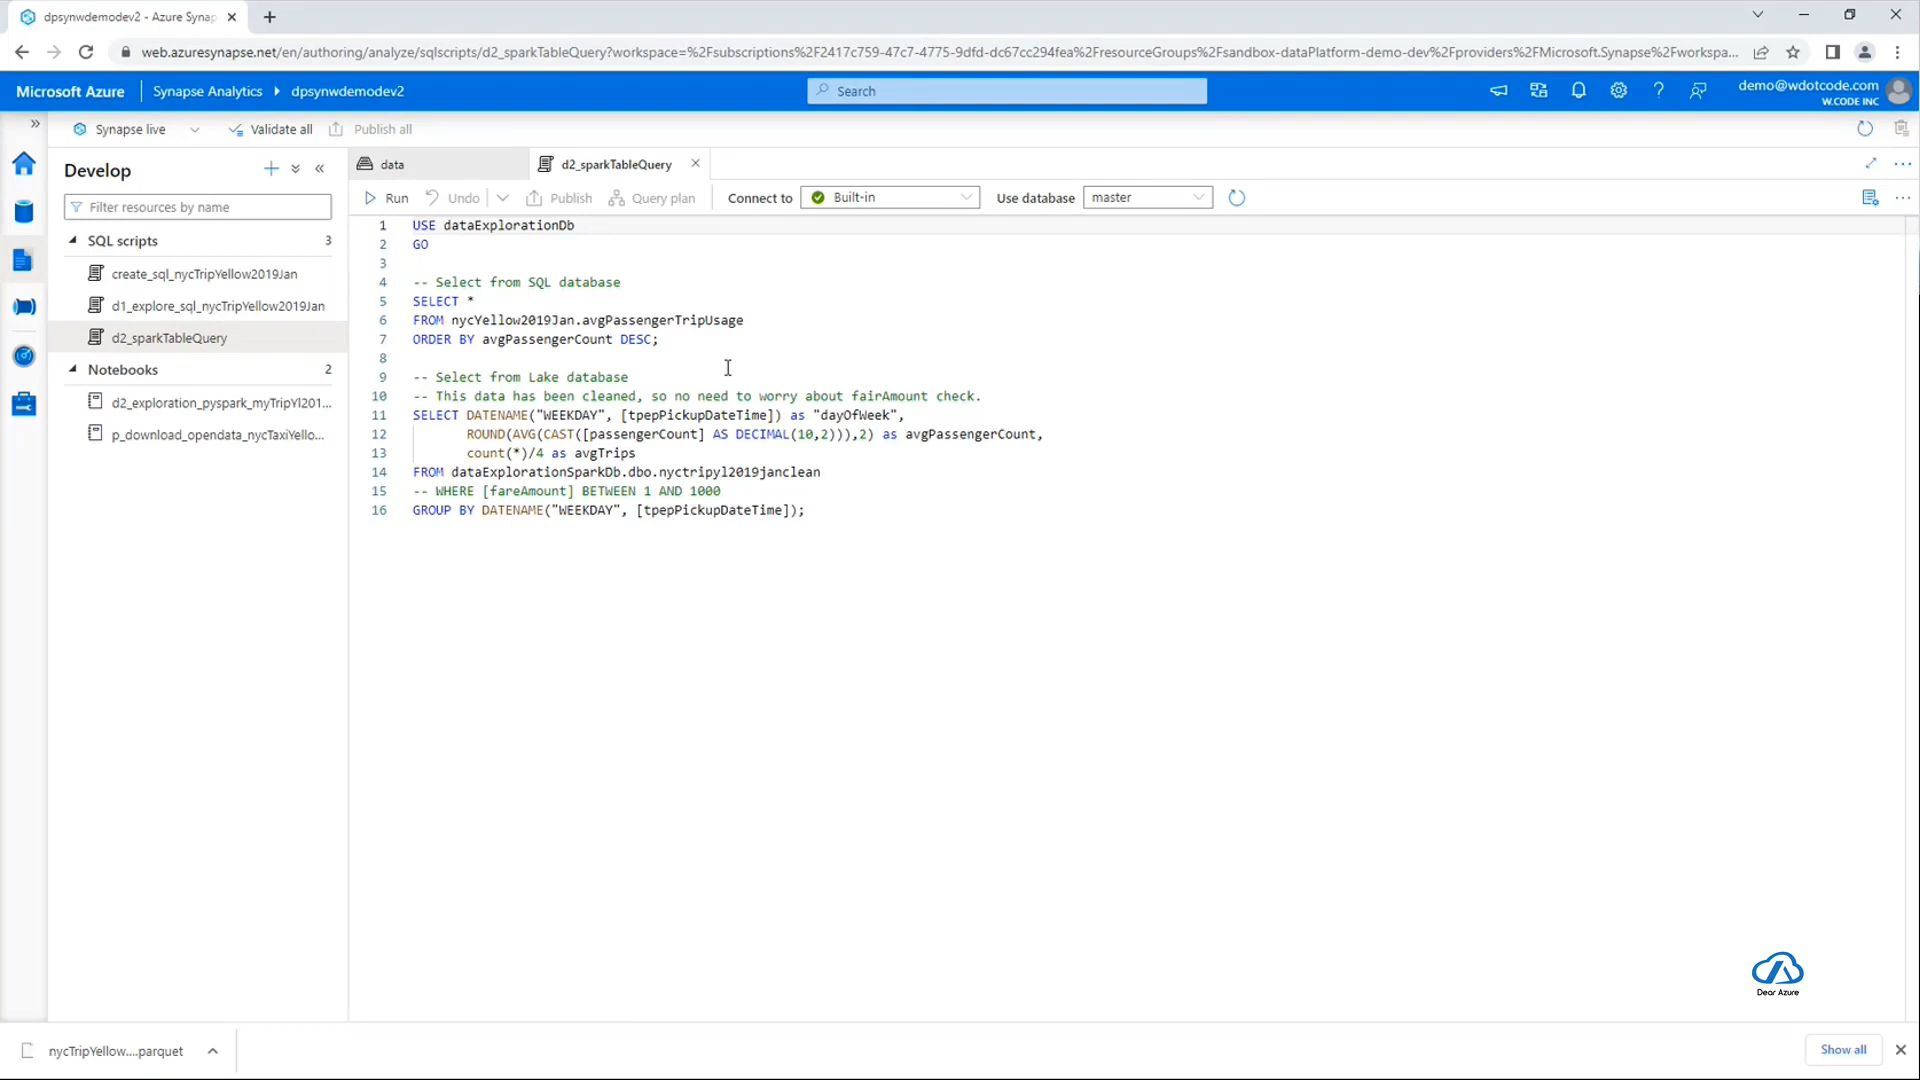 dpsynwdemodev2 - Azure Synap
web.azuresynapse.net/en/authoring/analyze/sqlscripts/d2_sparkTableQuery?workspace=%2Fsubscriptions%2F2417c759-47c7-4775-9dfd-dc67cc294fea%2FresourceGroups%2Fsandbox-dataPlatform-demo-dev%2Fproviders%2FMicrosoft.Synapse%2Fworkspa...
Microsoft Azure
Synapse Analytics
dpsynwdemodev2
Search
demo@wdotcode.com
W.CODE INC
Synapse live
Validate all
Publish all
Develop
Filter resources by name
SQL scripts 3
create_sql_nycTripYellow2019Jan
d1_explore_sql_nycTripYellow2019Jan
d2_sparkTableQuery
Notebooks 2
d2_exploration_pyspark_myTripYl201...
p_download_opendata_nycTaxiYello...
data
d2_sparkTableQuery
Run
Undo
Publish
Query plan
Connect to
Built-in
Use database
master
1 USE dataExplorationDb
2 GO
3
4 -- Select from SQL database
5 SELECT *
6 FROM nycYellow2019Jan.avgPassengerTripUsage
7 ORDER BY avgPassengerCount DESC;
8
9 -- Select from Lake database
10 -- This data has been cleaned, so no need to worry about fairAmount check.
11 SELECT DATENAME("WEEKDAY", [tpepPickupDateTime]) as "dayOfWeek",
12 ROUND(AVG(CAST([passengerCount] AS DECIMAL(10,2))),2) as avgPassengerCount,
13 count(*)/4 as avgTrips
14 FROM dataExplorationSparkDb.dbo.nyctripyl2019janclean
15 -- WHERE [fareAmount] BETWEEN 1 AND 1000
16 GROUP BY DATENAME("WEEKDAY", [tpepPickupDateTime]);
Dear Azure
nycTripYellow....parquet
Show all